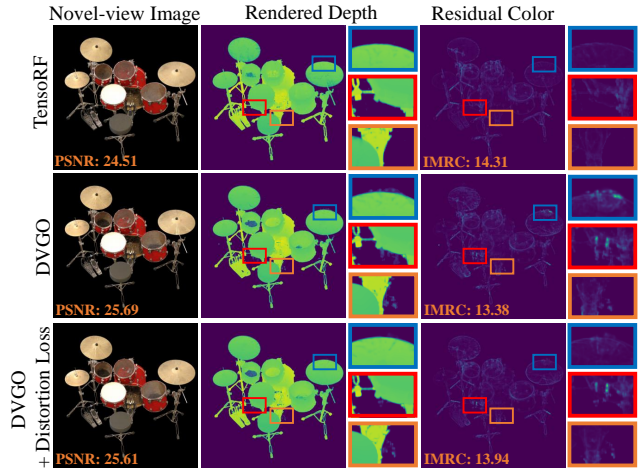 Novel-view Image Rendered Depth Residual Color
TensoRF
PSNR: 24.51 IMRC: 14.31
DVGO
PSNR: 25.69 IMRC: 13.38
DVGO
+ Distortion Loss
PSNR: 25.61 IMRC: 13.94